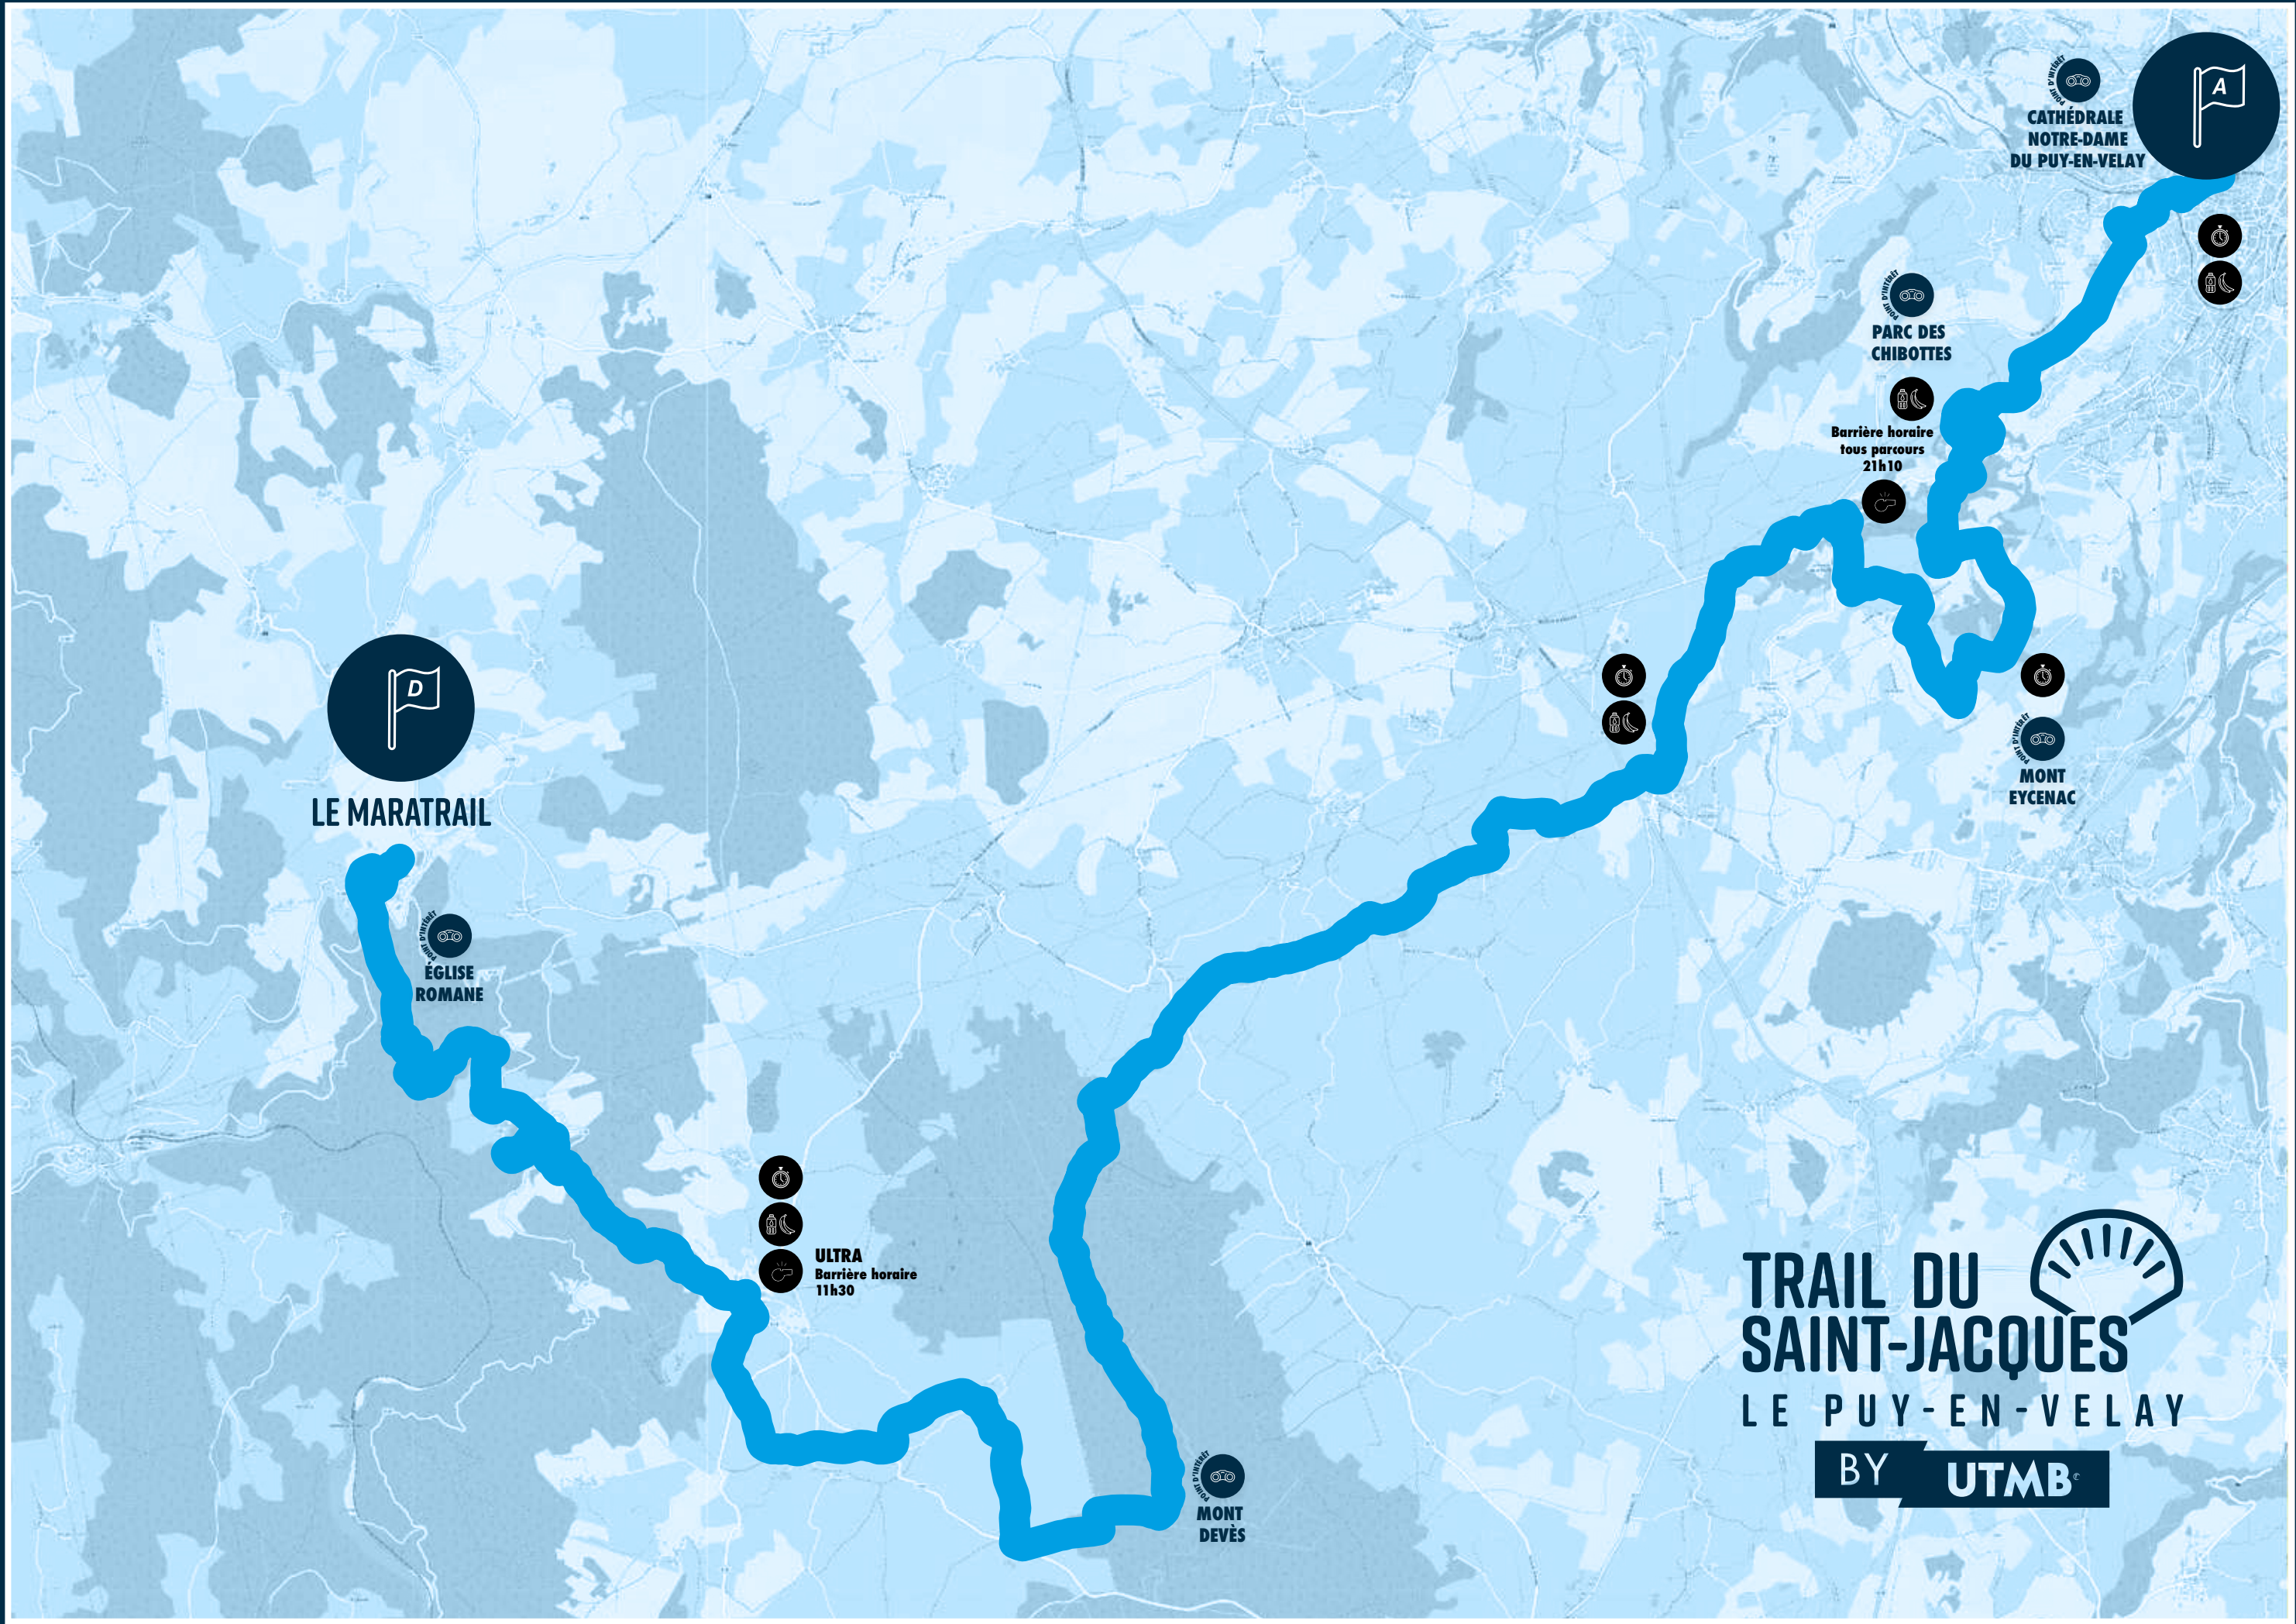 A
POINT D'INTÉRÊT
CATHÉDRALE
NOTRE-DAME
DU PUY-EN-VELAY
POINT D'INTÉRÊT
PARC DES
CHIBOTTES
Barrière horaire
tous parcours
21h10
D
LE MARATRAIL
POINT D'INTÉRÊT
MONT
EYCENAC
POINT D'INTÉRÊT
ÉGLISE
ROMANE
ULTRA
Barrière horaire
11h30
POINT D'INTÉRÊT
MONT
DEVÈS
TRAIL DU
SAINT-JACQUES
LE PUY-EN-VELAY
BY UTMB